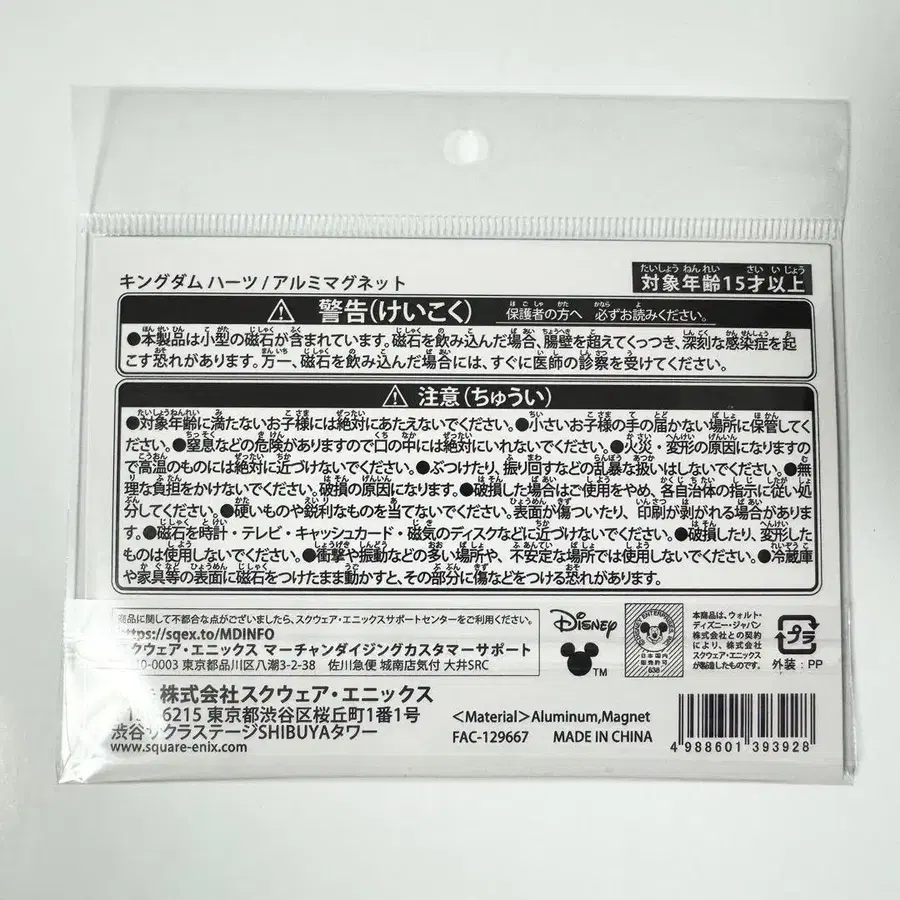 キングダム ハーツ/アルミマグネット
たいしょう ねん れい さい い じょう
対象年齢15才以上
警告(けいこく) 保護者の方へ 必ずお読みください。
●本製品は小型の磁石が含まれています。磁石を飲み込んだ場合、腸壁を超えてくっつき、深刻な感染症を起
こす恐れがあります。万一、磁石を飲み込んだ場合には、すぐに医師の診察を受けてください。
注意(ちゅうい)
●対象年齢に満たないお子様には絶対にあたえないでください。●小さいお子様の手の届かない場所に保管してく
ださい。●窒息などの危険がありますので口の中には絶対にいれないでください。●火災・変形の原因になりますの
で高温のものには絶対に近づけないでください。●ぶつけたり、振り回すなどの乱暴な扱いはしないでください。●無
理な負担をかけないでください。破損の原因になります。●破損した場合はご使用をやめ、各自治体の指示に従い処
分してください。●硬いものや鋭利なものを当てないでください。表面が傷ついたり、印刷が剥がれる場合がありま
す。●磁石を時計・テレビ・キャッシュカード・磁気のディスクなどに近づけないでください。●破損したり、変形した
ものは使用しないでください。●衝撃や振動などの多い場所や、不安定な場所では使用しないでください。●冷蔵庫
や家具等の表面に磁石をつけたまま動かすと、その部分に傷などをつける恐れがあります。
商品に関して不都合な点がございましたら、スクウェア・エニックスサポートセンターをご利用ください。
https://sqex.to/MDINFO
スクウェア・エニックス マーチャンダイジングカスタマーサポート
0-0003 東京都品川区八潮3-2-38 佐川急便 城南店気付 大井SRC
株式会社スクウェア・エニックス
6215 東京都渋谷区桜丘町1番1号
渋谷サクラステージSHIBUYAタワー
www.square-enix.com
Disney
TM
日本国内
販売許可
638
本商品は、ウォルト・
ディズニー・ジャパン
株式会社との契約
により、株式会社
スクウェア・エニックス
が製造したものです。
プラ
外装:PP
<Material>Aluminum,Magnet
FAC-129667 MADE IN CHINA
4 988601 393928